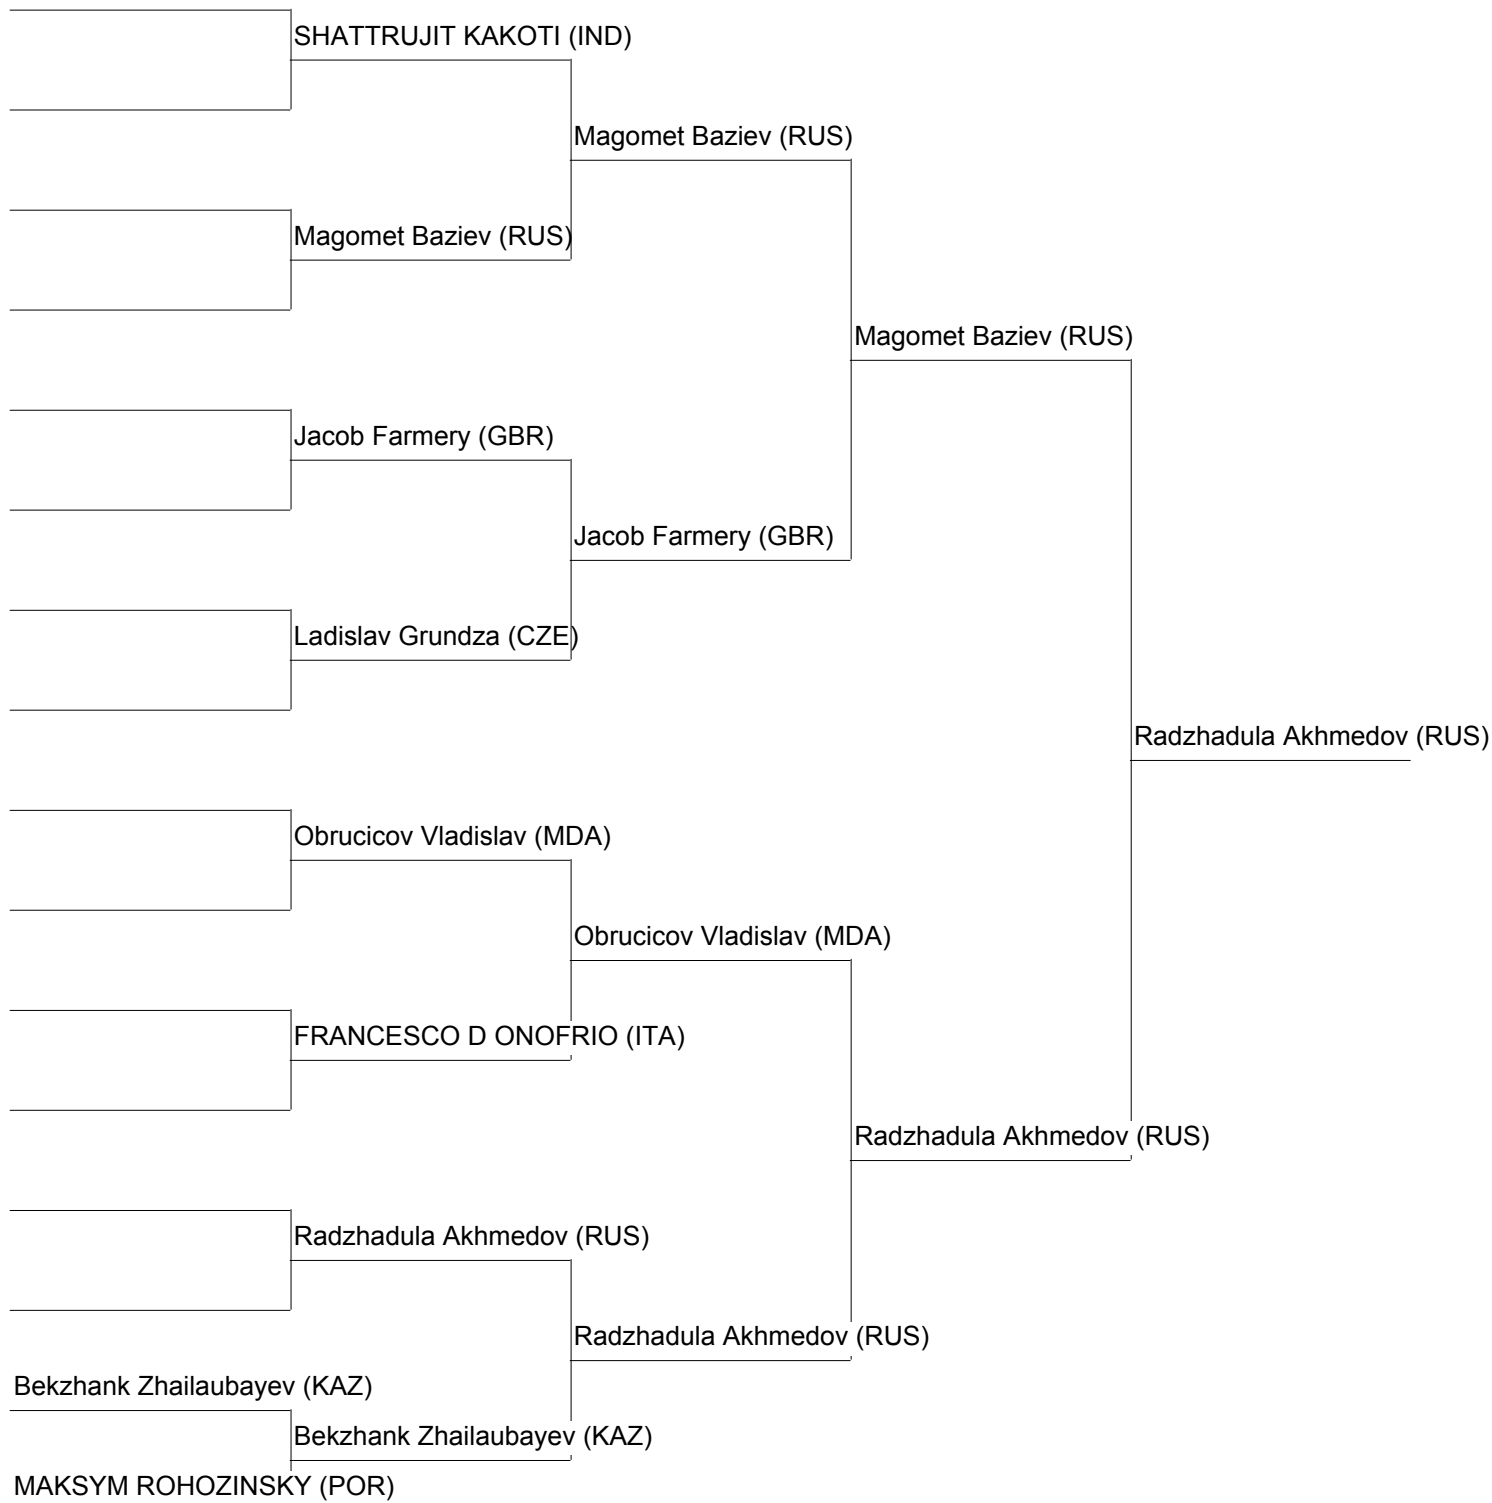 SHATTRUJIT KAKOTI (IND)
Magomet Baziev (RUS)
Magomet Baziev (RUS)
Magomet Baziev (RUS)
Jacob Farmery (GBR)
Jacob Farmery (GBR)
Ladislav Grundza (CZE)
Radzhadula Akhmedov (RUS)
Obrucicov Vladislav (MDA)
Obrucicov Vladislav (MDA)
FRANCESCO D ONOFRIO (ITA)
Radzhadula Akhmedov (RUS)
Radzhadula Akhmedov (RUS)
Radzhadula Akhmedov (RUS)
Bekzhank Zhailaubayev (KAZ)
Bekzhank Zhailaubayev (KAZ)
MAKSYM ROHOZINSKY (POR)